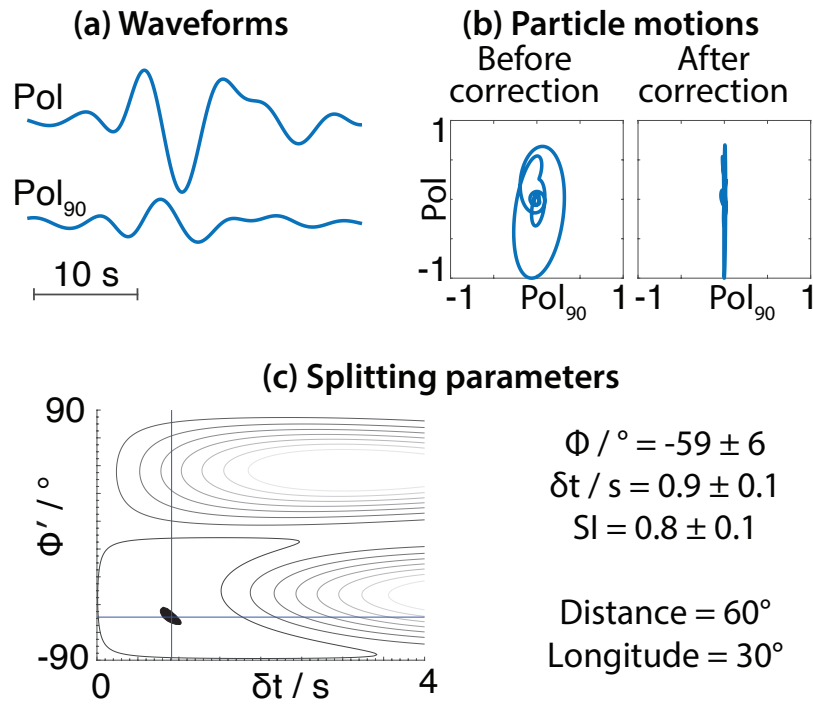 (a) Waveforms
Pol
Pol₉₀
10 s
(b) Particle motions
Before correction
After correction
1
Pol
-1
-1
Pol₉₀
1
-1
Pol₉₀
1
(c) Splitting parameters
90
Φ′ / °
-90
0
δt / s
4
Φ / ° = -59 ± 6
δt / s = 0.9 ± 0.1
SI = 0.8 ± 0.1
Distance = 60°
Longitude = 30°